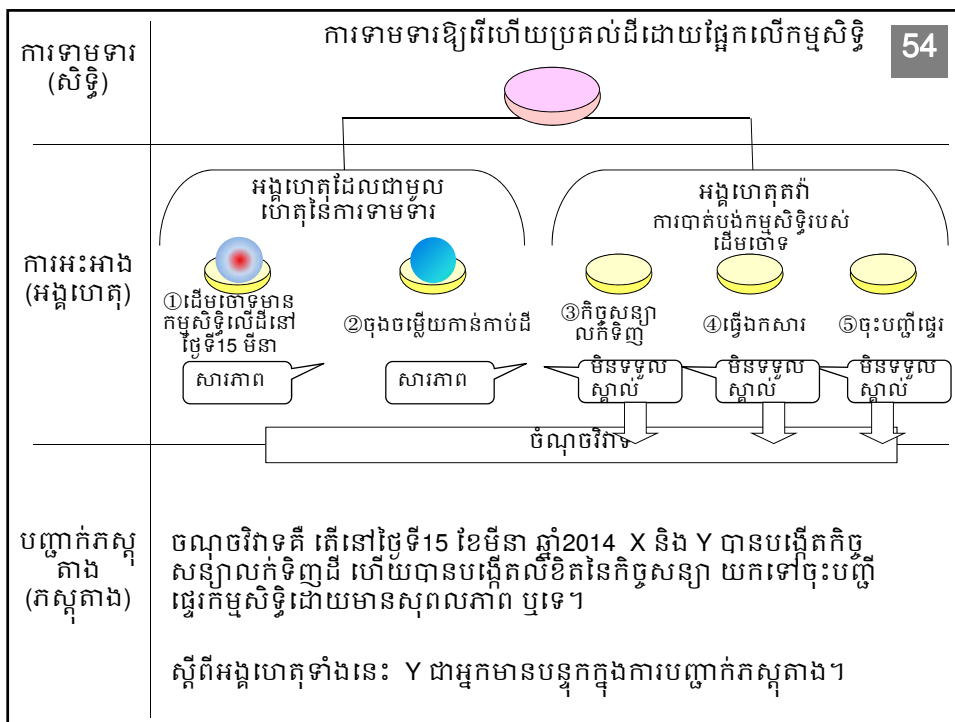 ការទាមទារ
(សិទ្ធិ)
ការទាមទារឱ្យរើហើយប្រគល់ដីដោយផ្អែកលើកម្មសិទ្ធិ
54
ការអះអាង
(អង្គហេតុ)
អង្គហេតុដែលជាមូល
ហេតុនៃការទាមទារ
អង្គហេតុតវ៉ា
ការបាត់បង់កម្មសិទ្ធិរបស់
ដើមចោទ
①ដើមចោទមាន
កម្មសិទ្ធិលើដីនៅ
ថ្ងៃទី15 មីនា
②ចុងចម្លើយកាន់កាប់ដី
③កិច្ចសន្យា
លក់ទិញ
④ធ្វើឯកសារ
⑤ចុះបញ្ជីផ្ទេរ
សារភាព
សារភាព
មិនទទួល
ស្គាល់
មិនទទួល
ស្គាល់
មិនទទួល
ស្គាល់
ចំណុចវិវាទ
បញ្ជាក់ភស្តុ
តាង
(ភស្តុតាង)
ចណុចវិវាទគឺ តើនៅថ្ងៃទី15 ខែមីនា ឆ្នាំ2014 X និង Y បានបង្កើតកិច្ច
សន្យាលក់ទិញដី ហើយបានបង្កើតលិខិតនៃកិច្ចសន្យា យកទៅចុះបញ្ជី
ផ្ទេរកម្មសិទ្ធិដោយមានសុពលភាព ឬទេ។
ស្តីពីអង្គហេតុទាំងនេះ Y ជាអ្នកមានបន្ទុកក្នុងការបញ្ជាក់ភស្តុតាង។